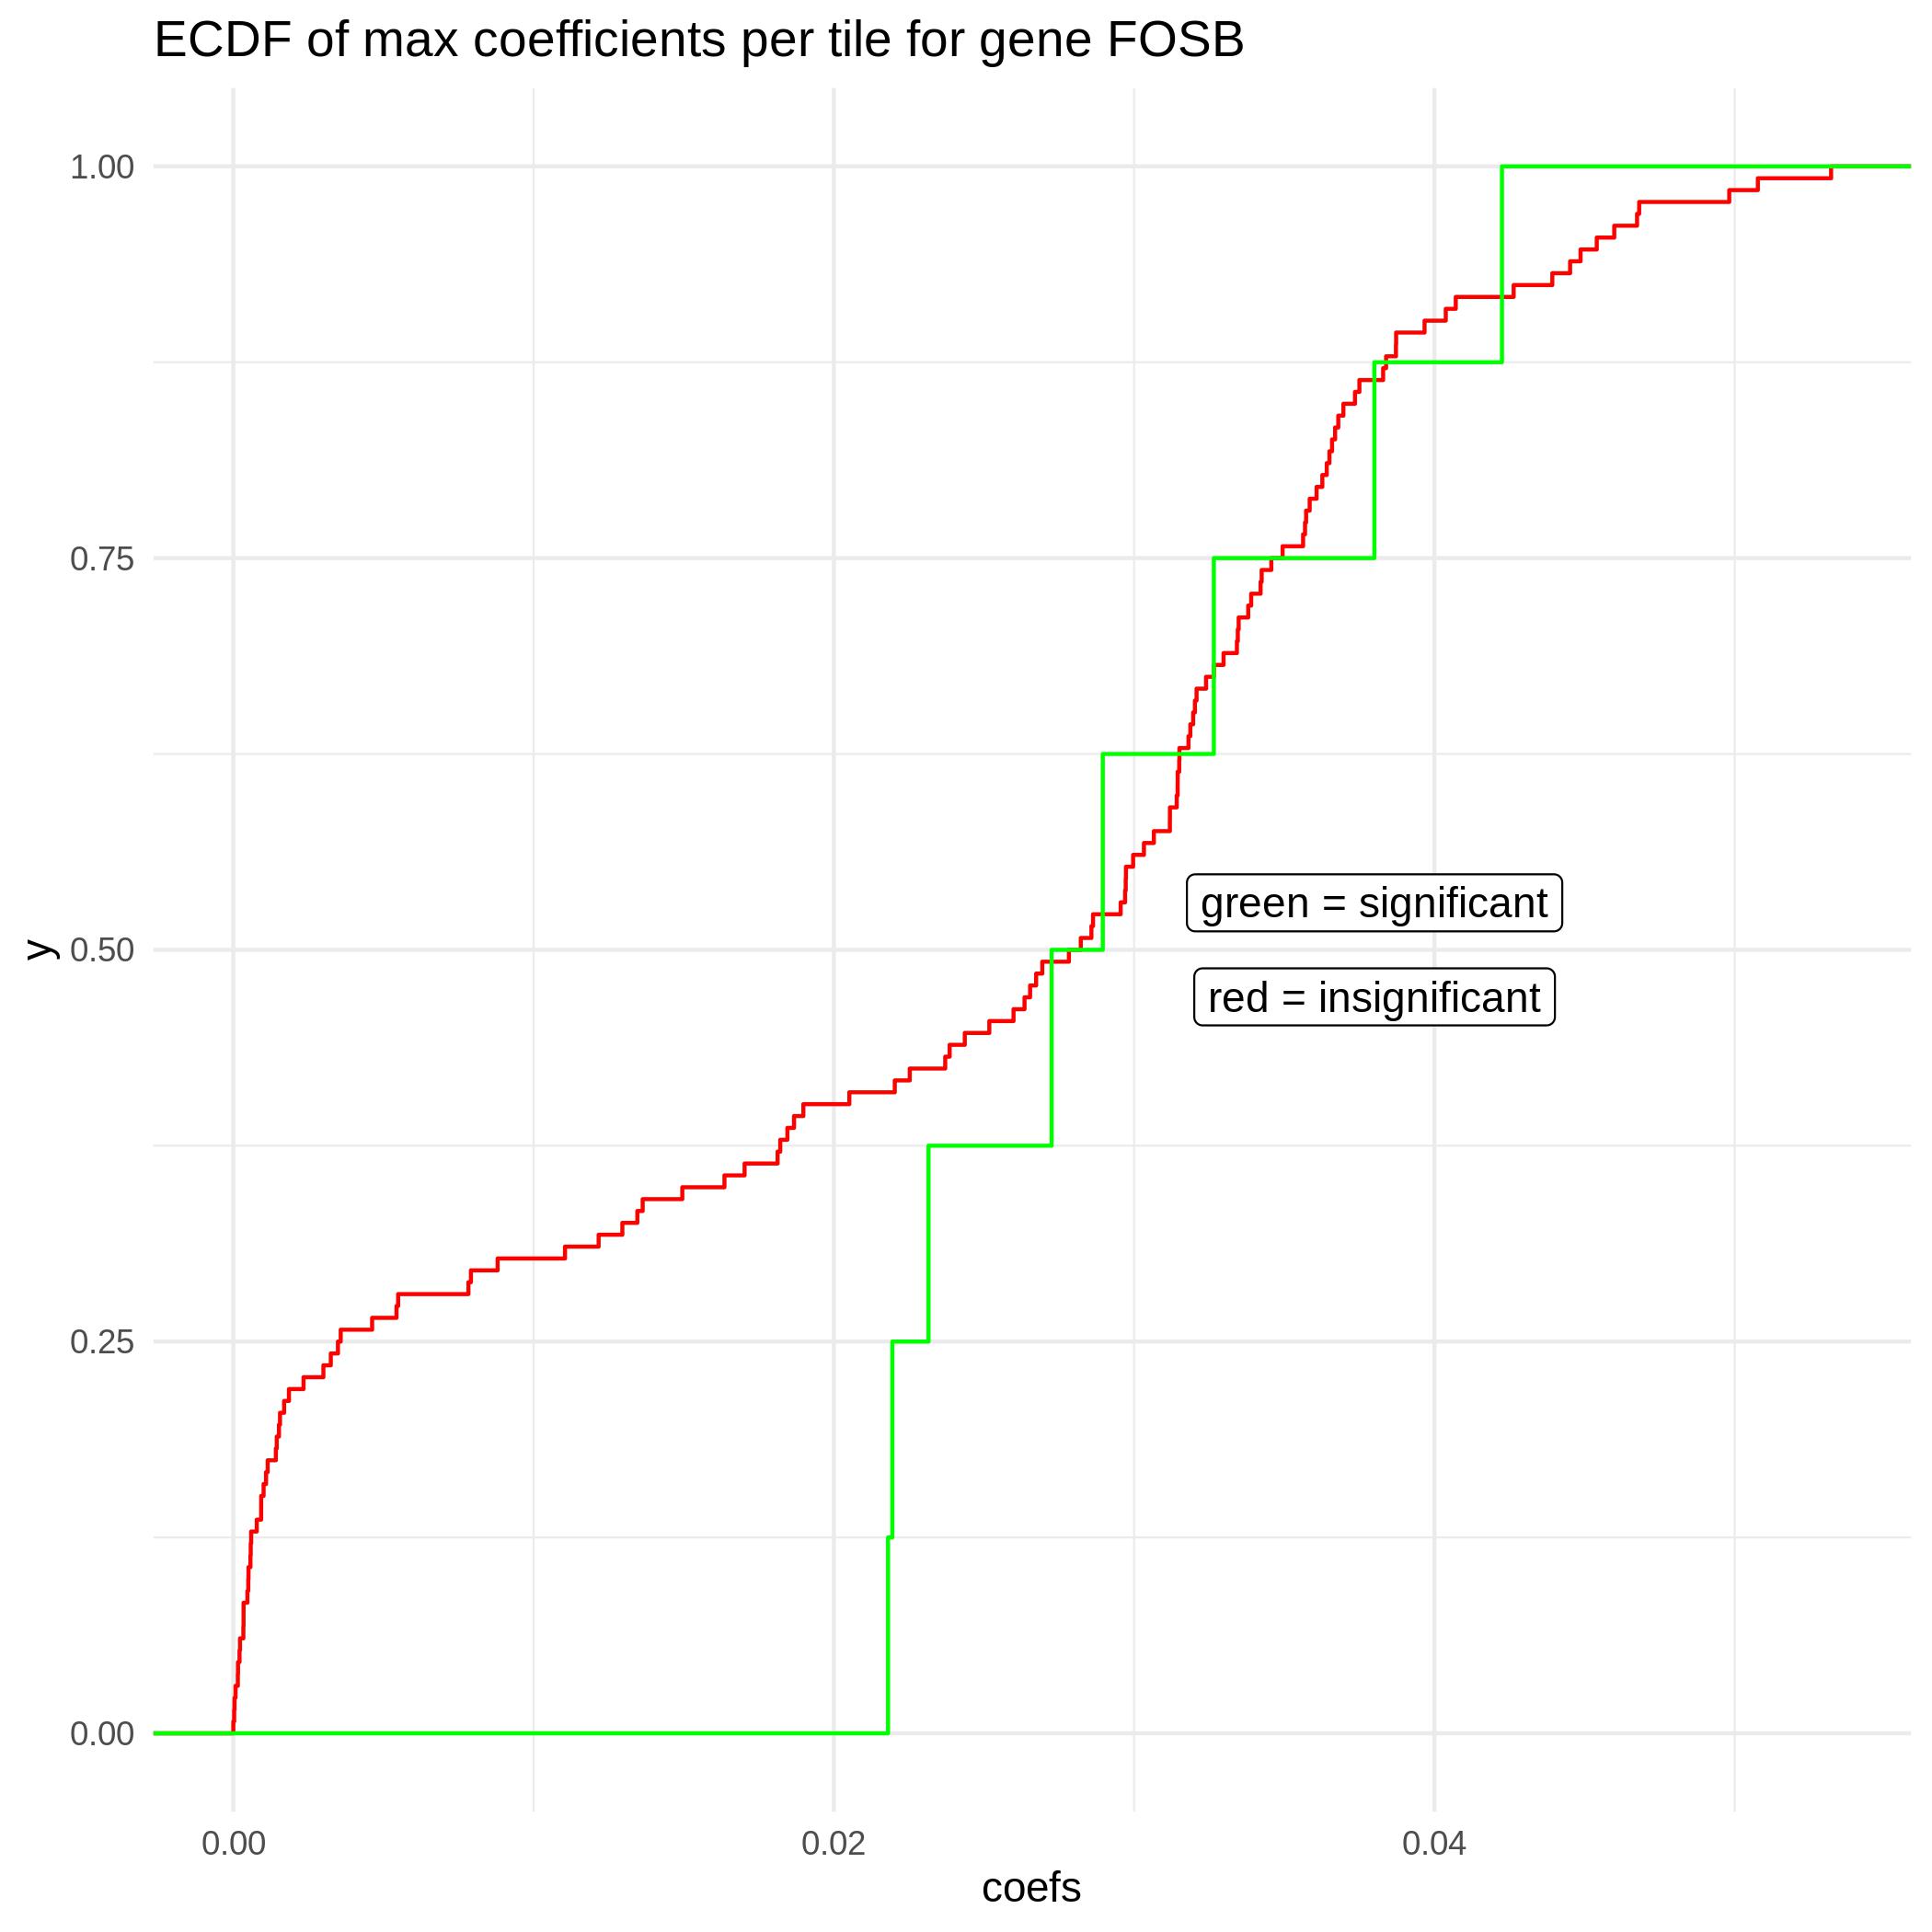 ECDF of max coefficients per tile for gene FOSB
1.00
0.75
0.50
0.25
0.00
y
green = significant
red = insignificant
0.00
0.02
0.04
coefs